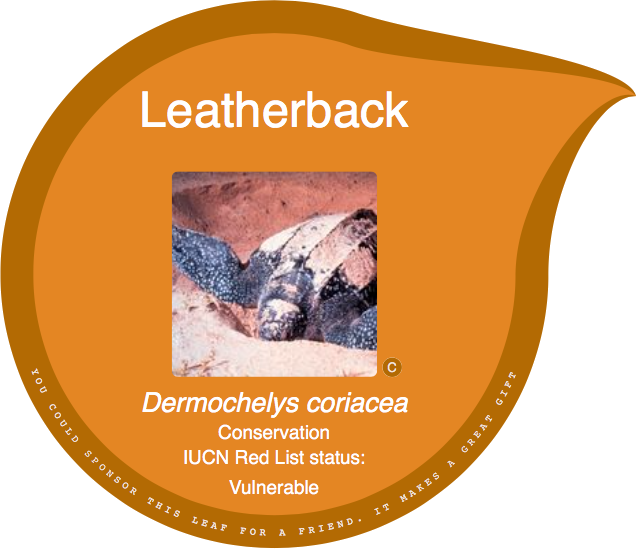 Leatherback
C
Dermochelys coriacea
Conservation
IUCN Red List status:
Vulnerable
YOU COULD SPONSOR THIS LEAF FOR A FRIEND. IT MAKES A GREAT GIFT